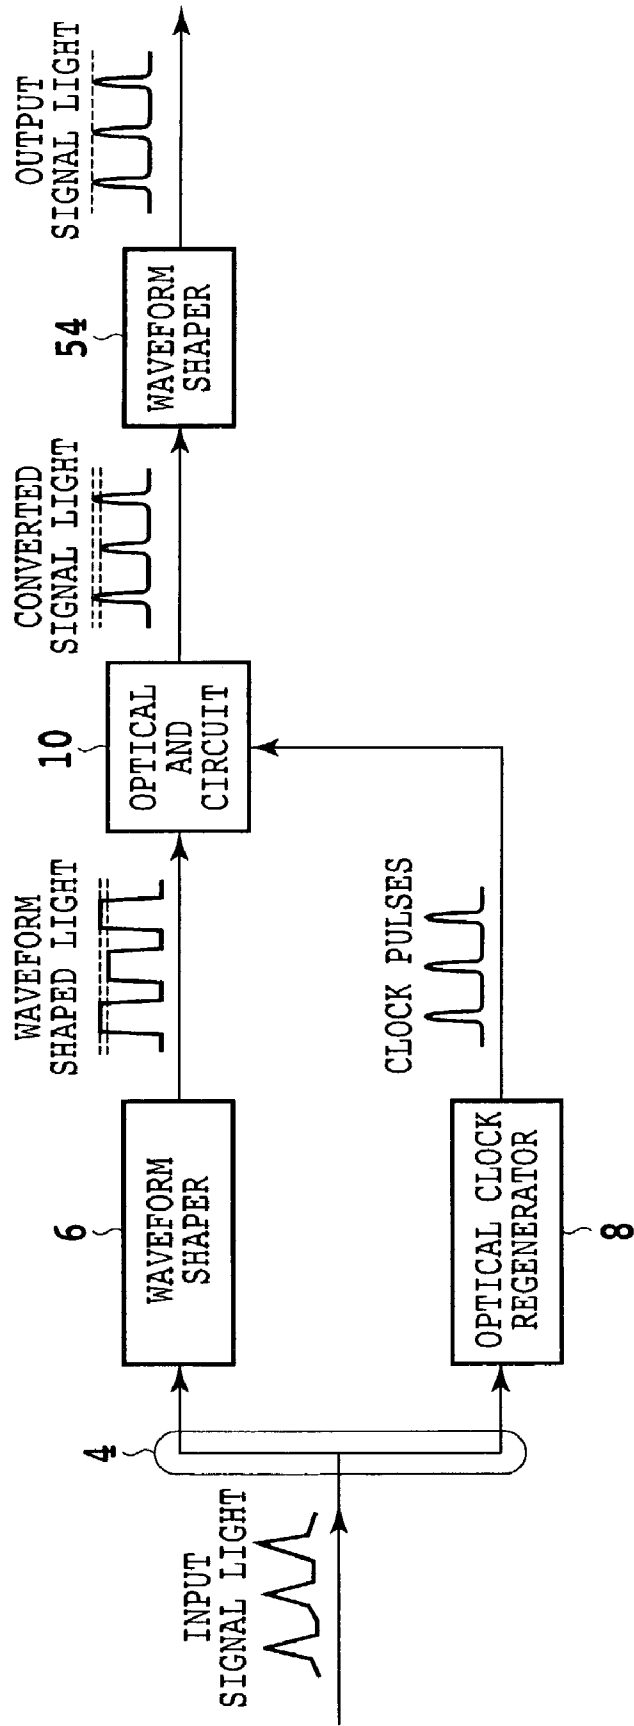 INPUT
SIGNAL LIGHT
4
6
WAVEFORM
SHAPER
WAVEFORM
SHAPED LIGHT
8
OPTICAL CLOCK
REGENERATOR
CLOCK PULSES
10
OPTICAL
AND
CIRCUIT
CONVERTED
SIGNAL LIGHT
54
WAVEFORM
SHAPER
OUTPUT
SIGNAL LIGHT